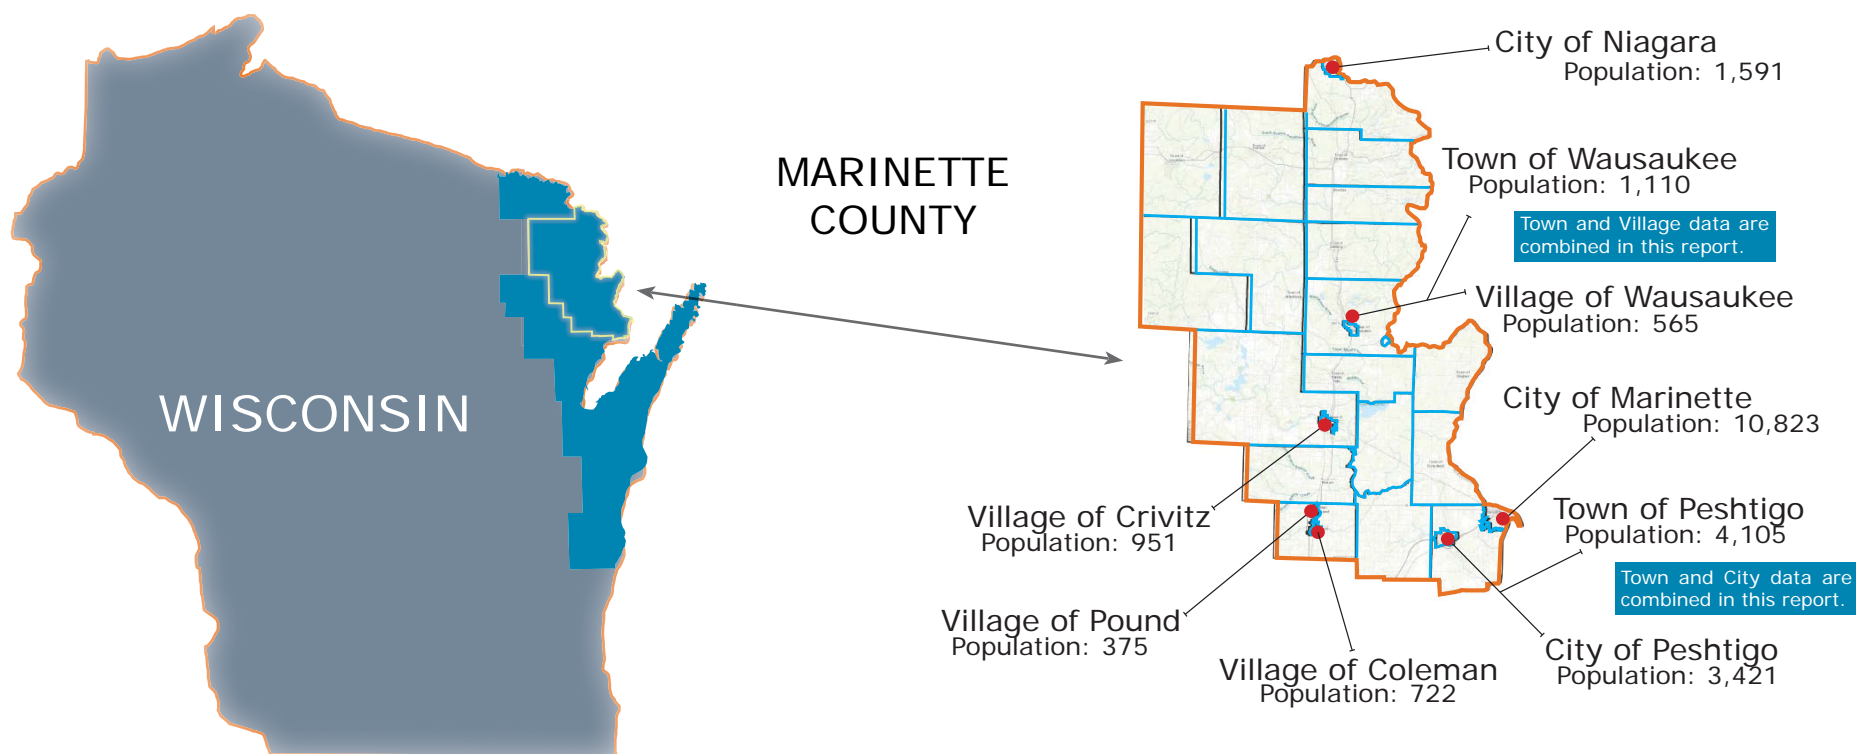 WISCONSIN
MARINETTE
COUNTY
City of Niagara
Population: 1,591
Town of Wausaukee
Population: 1,110
Town and Village data are
combined in this report.
Village of Wausaukee
Population: 565
City of Marinette
Population: 10,823
Town of Peshtigo
Population: 4,105
Town and City data are
combined in this report.
City of Peshtigo
Population: 3,421
Village of Crivitz
Population: 951
Village of Pound
Population: 375
Village of Coleman
Population: 722